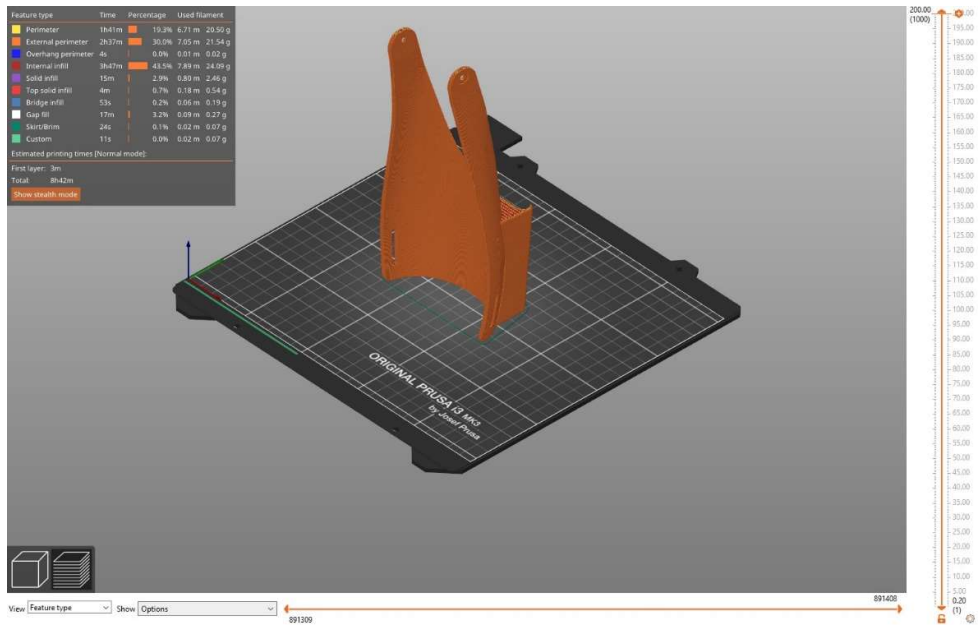 Feature type Time Percentage Used filament
Perimeter 1h41m 19.3% 6.71 m 20.50 g
External perimeter 2h37m 30.0% 7.05 m 21.54 g
Overhang perimeter 4s 0.0% 0.01 m 0.02 g
Internal infill 3h47m 43.5% 7.89 m 24.09 g
Solid infill 15m 2.9% 0.80 m 2.46 g
Top solid infill 4m 0.7% 0.18 m 0.54 g
Bridge infill 53s 0.2% 0.06 m 0.19 g
Gap fill 17m 3.2% 0.09 m 0.27 g
Skirt/Brim 24s 0.1% 0.02 m 0.07 g
Custom 11s 0.0% 0.02 m 0.07 g
Estimated printing times [Normal mode]:
First layer: 3m
Total: 8h42m
Show stealth mode
ORIGINAL PRUSA i3 MK3
by Josef Prusa
200.00
(1000)
195.00
190.00
185.00
180.00
175.00
170.00
165.00
160.00
155.00
150.00
145.00
140.00
135.00
130.00
125.00
120.00
115.00
110.00
105.00
100.00
95.00
90.00
85.00
80.00
75.00
70.00
65.00
60.00
55.00
50.00
45.00
40.00
35.00
30.00
25.00
20.00
15.00
10.00
5.00
0.20
(1)
View Feature type Show Options
891408
891309